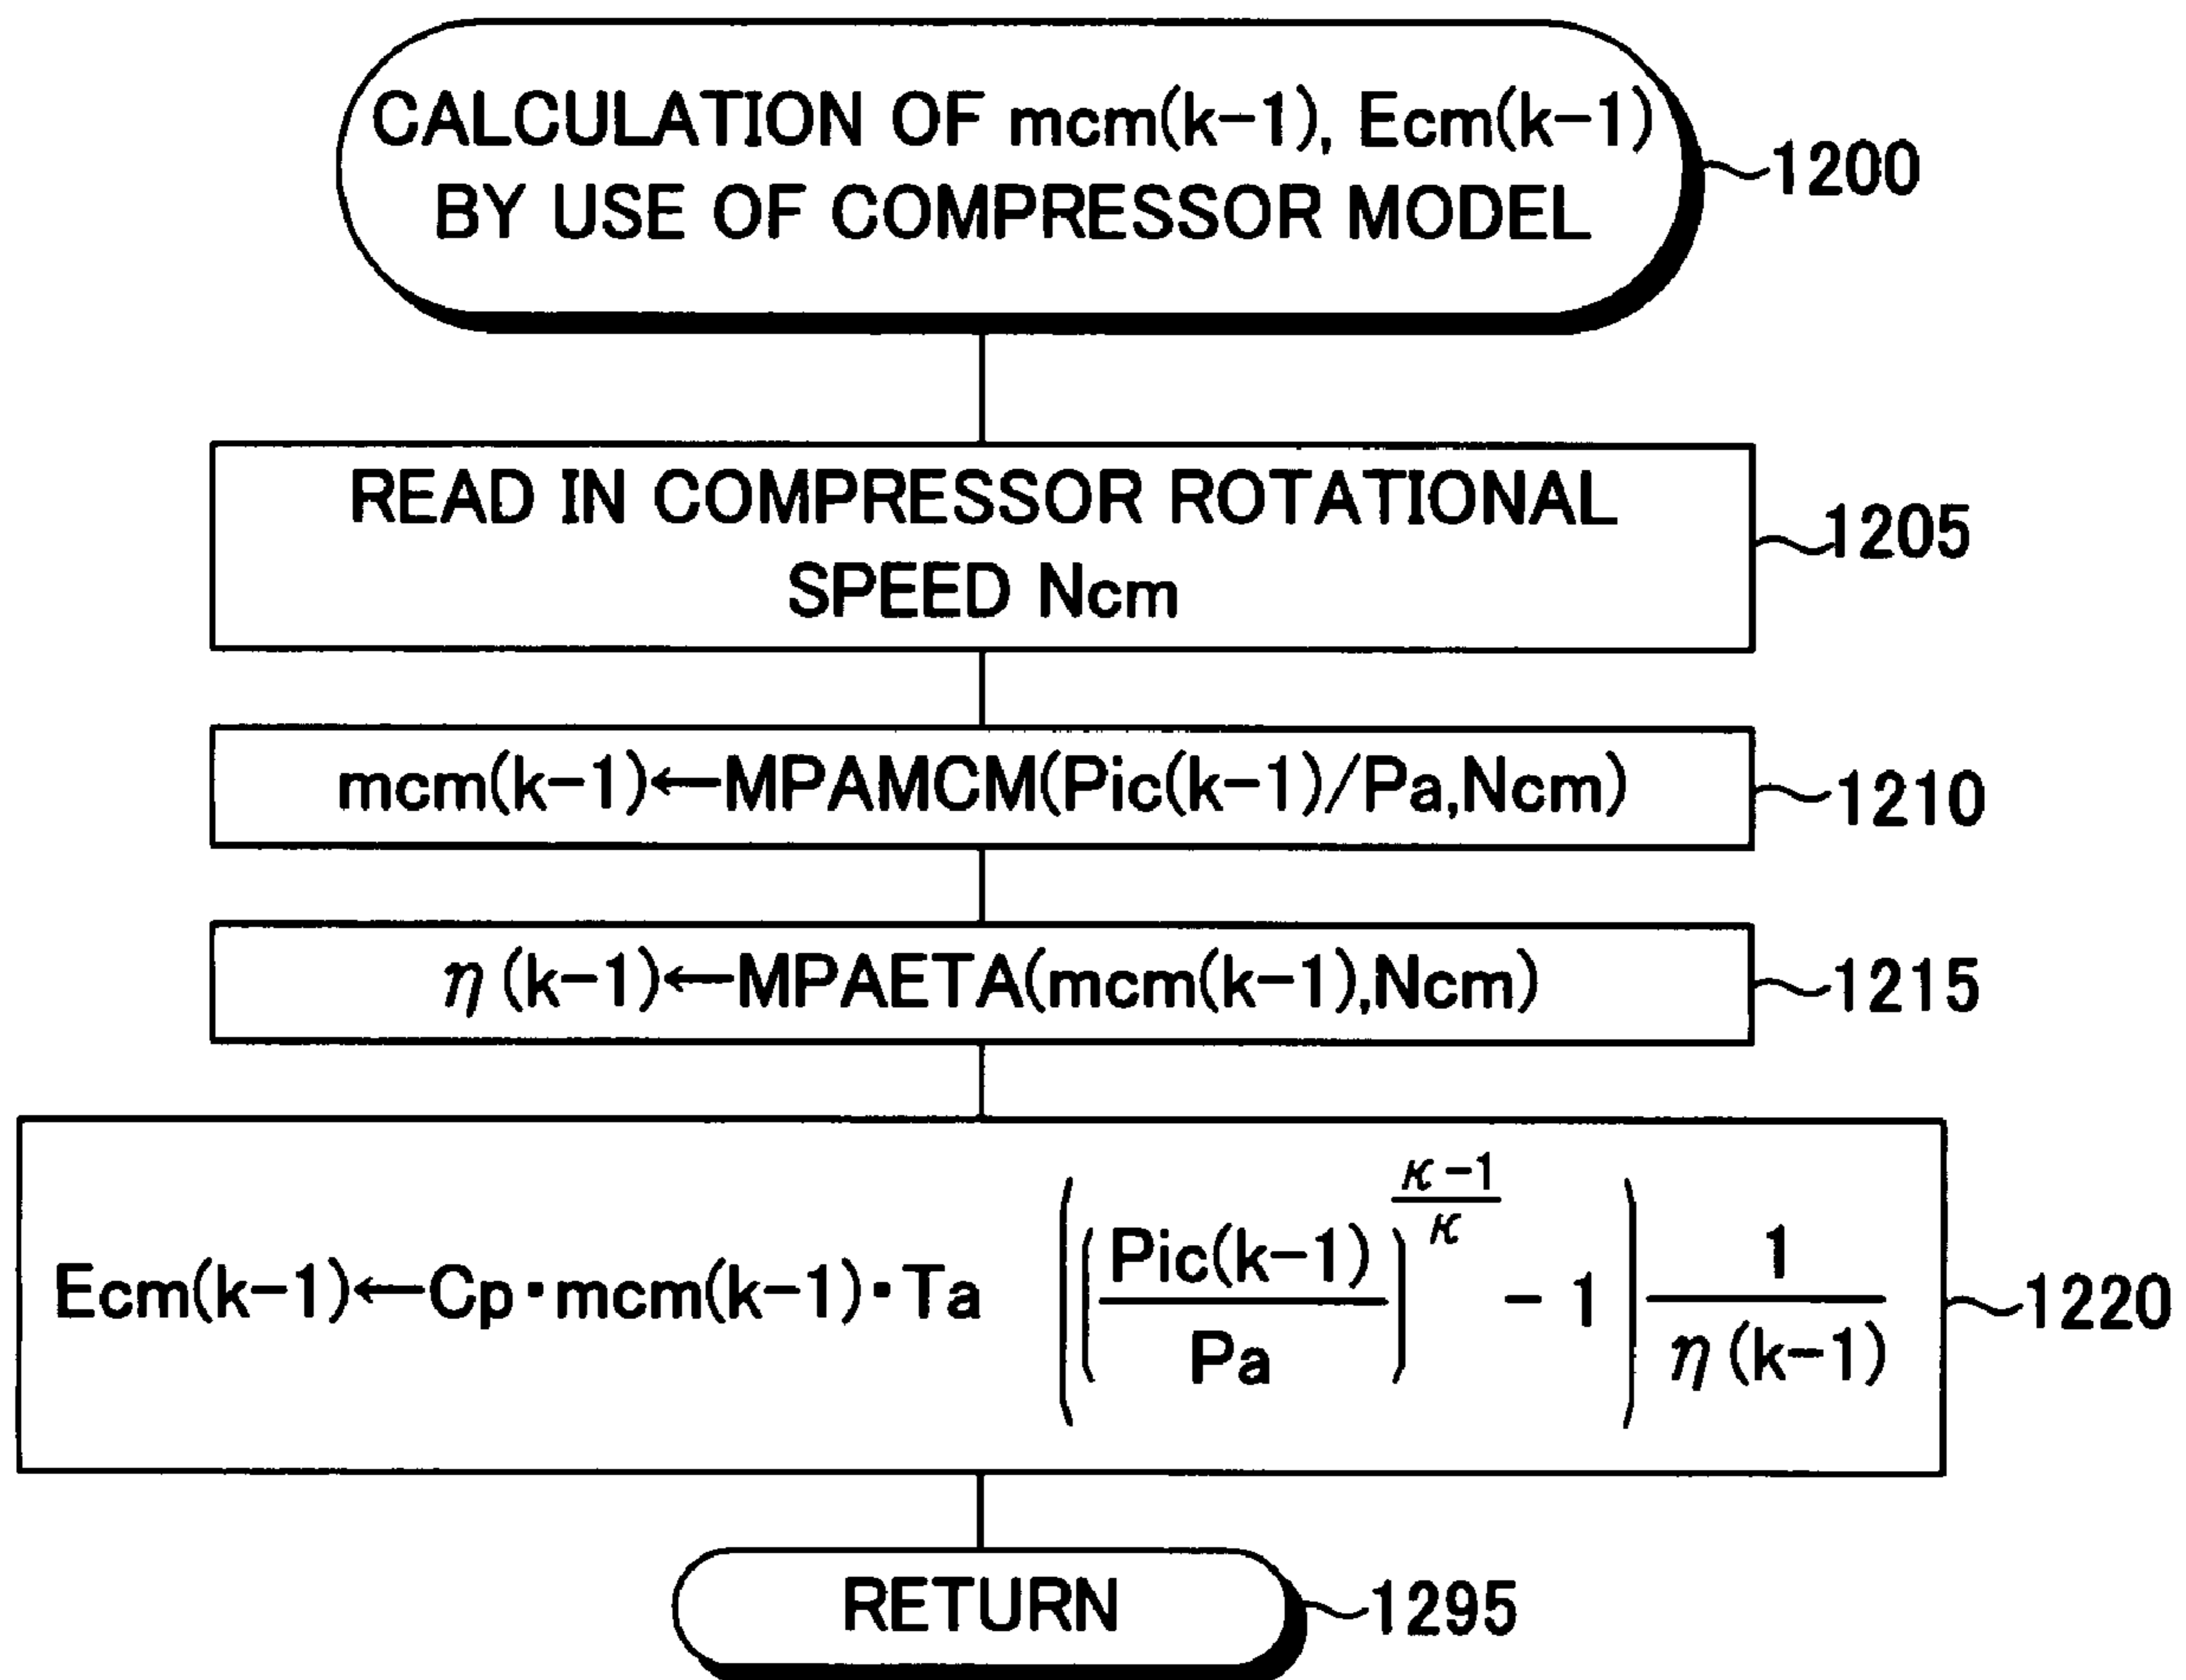 CALCULATION OF mcm(k-1), Ecm(k-1)
BY USE OF COMPRESSOR MODEL
1200
READ IN COMPRESSOR ROTATIONAL
SPEED Ncm
1205
mcm(k-1)←MPAMCM(Pic(k-1)/Pa,Ncm)
1210
η(k-1)←MPAETA(mcm(k-1),Ncm)
1215
Ecm(k-1)←Cp·mcm(k-1)·Ta ((Pic(k-1)/Pa)^((κ-1)/κ) - 1) 1/η(k-1)
1220
RETURN
1295